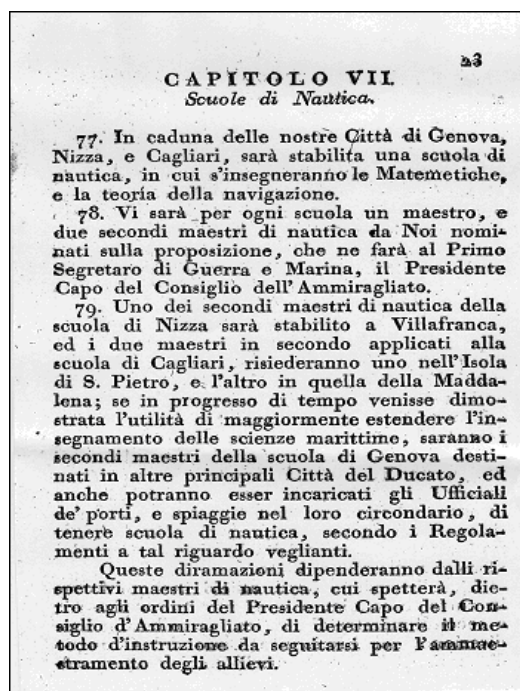 23
CAPITOLO VII.
Scuole di Nautica.
77. In caduna delle nostre Città di Genova,
Nizza, e Cagliari, sarà stabilita una scuola di
nautica, in cui s'insegneranno le Matemetiche,
e la teoría della navigazione.
78. Vi sarà per ogni scuola un maestro, e
due secondi maestri di nautica da Noi nomi-
nati sulla proposizione, che ne farà al Primo
Segretaro di Guerra e Marina, il Presidente
Capo del Consiglio dell'Ammiragliato.
79. Uno dei secondi maestri di nautica della
scuola di Nizza sarà stabilito a Villafranca,
ed i due maestri in secondo applicati alla
scuola di Cagliari, risiederanno uno nell'Isola
di S. Pietro, e l'altro in quella della Madda-
lena; se in progresso di tempo venisse dimo-
strata l'utilità di maggiormente estendere l'in-
segnamento delle scienze marittime, saranno i
secondi maestri della scuola di Genova desti-
nati in altre principali Città del Ducato, ed
anche potranno esser incaricati gli Ufficiali
de' porti, e spiaggie nel loro circondario, di
tenere scuola di nautica, secondo i Regola-
menti a tal riguardo veglianti.
Queste diramazioni dipenderanno dalli ri-
spettivi maestri di nautica, cui spetterà, die-
tro agli ordini del Presidente Capo del Con-
siglio d'Ammiragliato, di determinare il me-
todo d'instruzione da seguitarsi per l'ammae-
stramento degli allievi.